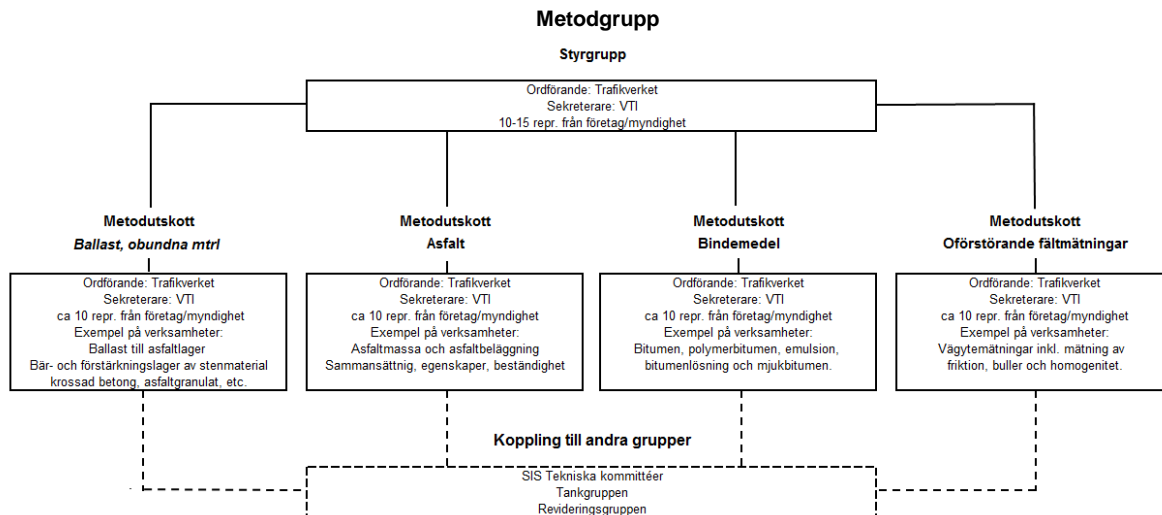 Metodgrupp
Styrgrupp
Ordförande: Trafikverket
Sekreterare: VTI
10-15 repr. från företag/myndighet
Metodutskott
Ballast, obundna mtrl
Ordförande: Trafikverket
Sekreterare: VTI
ca 10 repr. från företag/myndighet
Exempel på verksamheter:
Ballast till asfaltlager
Bär- och förstärkningslager av stenmaterial
krossad betong, asfaltgranulat, etc.
Metodutskott
Asfalt
Ordförande: Trafikverket
Sekreterare: VTI
ca 10 repr. från företag/myndighet
Exempel på verksamheter:
Asfaltmassa och asfaltbeläggning
Sammansättnig, egenskaper, beständighet
Metodutskott
Bindemedel
Ordförande: Trafikverket
Sekreterare: VTI
ca 10 repr. från företag/myndighet
Exempel på verksamheter:
Bitumen, polymerbitumen, emulsion,
bitumenlösning och mjukbitumen.
Metodutskott
Oförstörande fältmätningar
Ordförande: Trafikverket
Sekreterare: VTI
ca 10 repr. från företag/myndighet
Exempel på verksamheter:
Vägytemätningar inkl. mätning av
friktion, buller och homogenitet.
Koppling till andra grupper
SIS Tekniska kommittéer
Tankgruppen
Revideringsgruppen